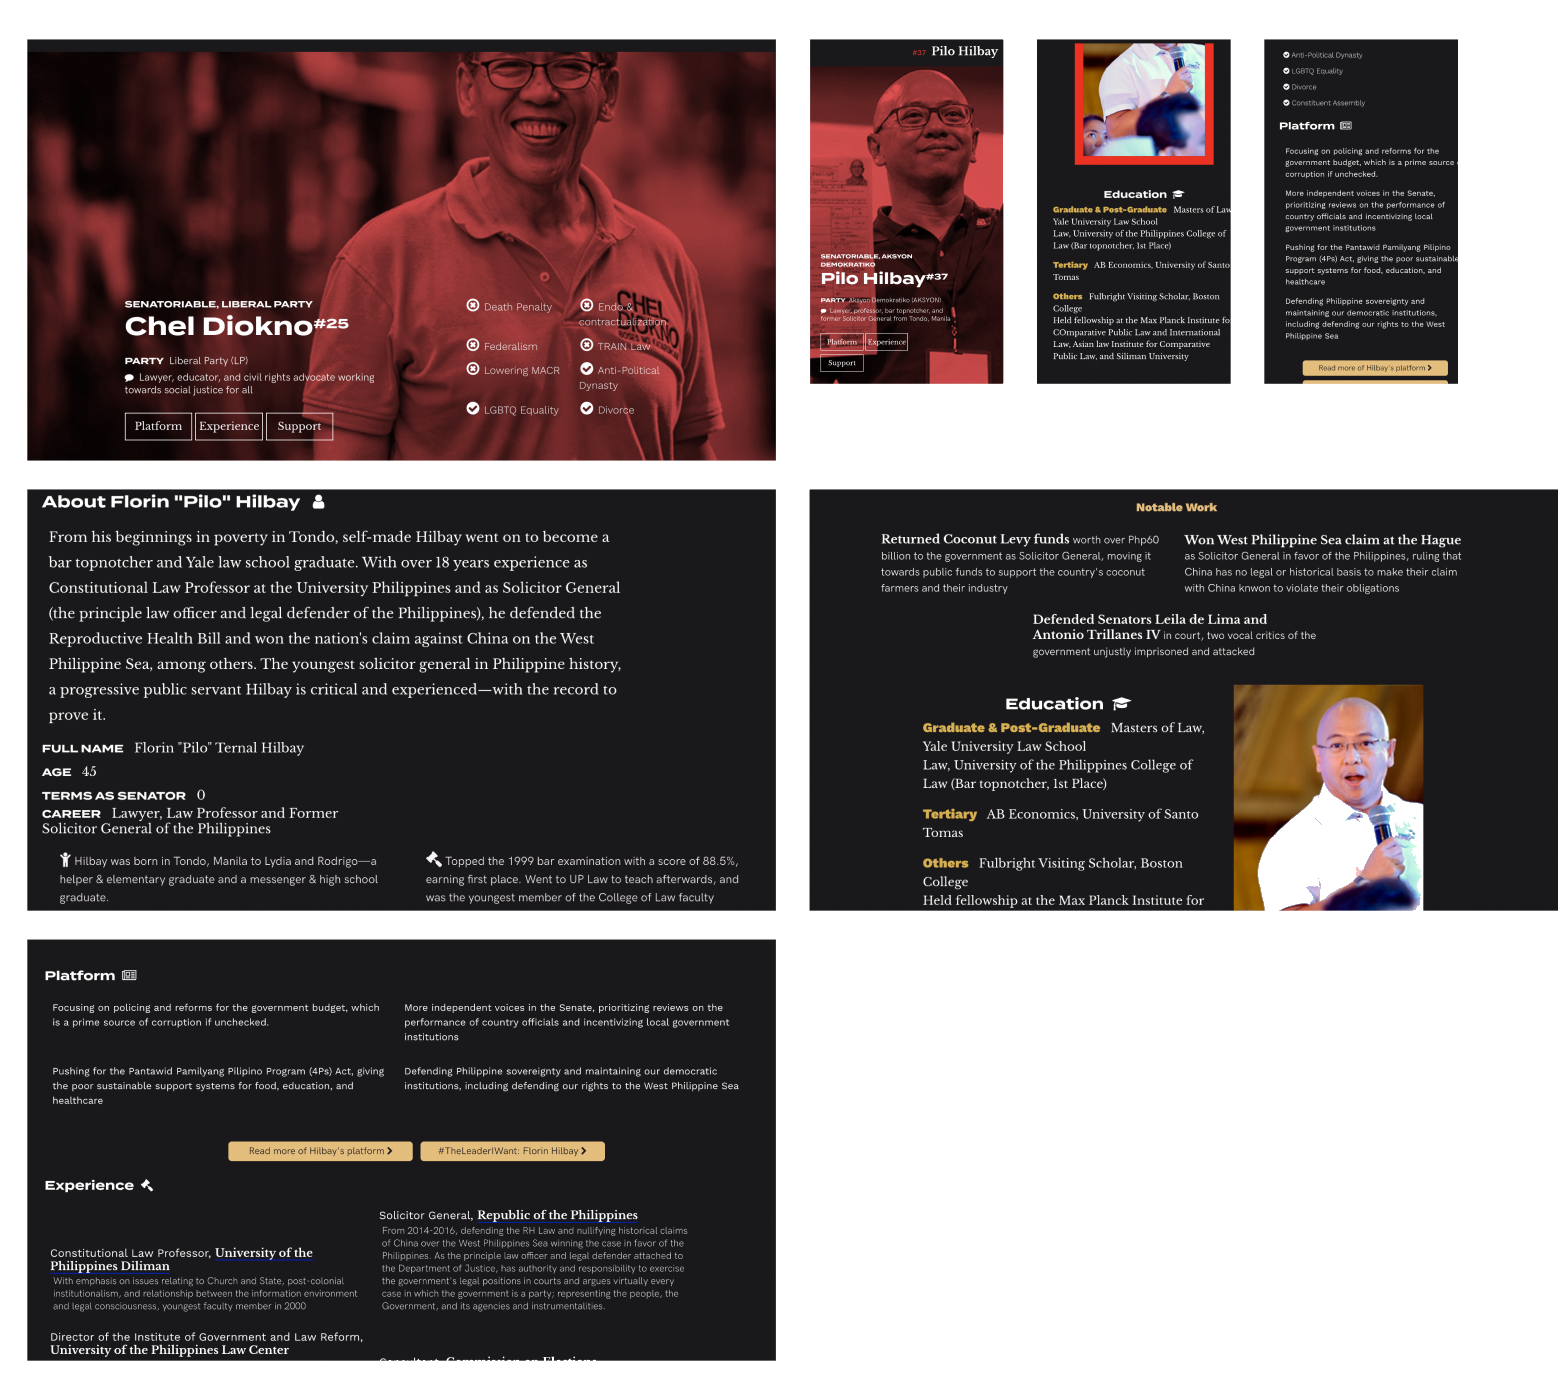 SENATORIABLE, LIBERAL PARTY
Chel Diokno#25
PARTY Liberal Party (LP)
Lawyer, educator, and civil rights advocate working
towards social justice for all
Platform
Experience
Support
Death Penalty
Endo &
contractualization
Federalism
TRAIN Law
Lowering MACR
Anti-Political
Dynasty
LGBTQ Equality
Divorce
CHEL
DIOKNO
#37 Pilo Hilbay
SENATORIABLE, AKSYON
DEMOKRATIKO
Pilo Hilbay#37
PARTY Aksyon Demokratiko (AKSYON)
Lawyer, professor, bar topnotcher, and
former Solicitor General from Tondo, Manila
Platform
Experience
Support
Education
Graduate & Post-Graduate Masters of Law
Yale University Law School
Law, University of the Philippines College of
Law (Bar topnotcher, 1st Place)
Tertiary AB Economics, University of Santo
Tomas
Others Fulbright Visiting Scholar, Boston
College
Held fellowship at the Max Planck Institute fo
COmparative Public Law and International
Law, Asian law Institute for Comparative
Public Law, and Siliman University
Anti-Political Dynasty
LGBTQ Equality
Divorce
Constituent Assembly
Platform
Focusing on policing and reforms for the
government budget, which is a prime source
corruption if unchecked.
More independent voices in the Senate,
prioritizing reviews on the performance of
country officials and incentivizing local
government institutions
Pushing for the Pantawid Pamilyang Pilipino
Program (4Ps) Act, giving the poor sustainable
support systems for food, education, and
healthcare
Defending Philippine sovereignty and
maintaining our democratic institutions,
including defending our rights to the West
Philippine Sea
Read more of Hilbay's platform
About Florin "Pilo" Hilbay
From his beginnings in poverty in Tondo, self-made Hilbay went on to become a
bar topnotcher and Yale law school graduate. With over 18 years experience as
Constitutional Law Professor at the University Philippines and as Solicitor General
(the principle law officer and legal defender of the Philippines), he defended the
Reproductive Health Bill and won the nation's claim against China on the West
Philippine Sea, among others. The youngest solicitor general in Philippine history,
a progressive public servant Hilbay is critical and experienced—with the record to
prove it.
FULL NAME Florin "Pilo" Ternal Hilbay
AGE 45
TERMS AS SENATOR 0
CAREER Lawyer, Law Professor and Former
Solicitor General of the Philippines
Hilbay was born in Tondo, Manila to Lydia and Rodrigo—a
helper & elementary graduate and a messenger & high school
graduate.
Topped the 1999 bar examination with a score of 88.5%,
earning first place. Went to UP Law to teach afterwards, and
was the youngest member of the College of Law faculty
Notable Work
Returned Coconut Levy funds worth over Php60
billion to the government as Solicitor General, moving it
towards public funds to support the country's coconut
farmers and their industry
Won West Philippine Sea claim at the Hague
as Solicitor General in favor of the Philippines, ruling that
China has no legal or historical basis to make their claim
with China knwon to violate their obligations
Defended Senators Leila de Lima and
Antonio Trillanes IV in court, two vocal critics of the
government unjustly imprisoned and attacked
Education
Graduate & Post-Graduate Masters of Law,
Yale University Law School
Law, University of the Philippines College of
Law (Bar topnotcher, 1st Place)
Tertiary AB Economics, University of Santo
Tomas
Others Fulbright Visiting Scholar, Boston
College
Held fellowship at the Max Planck Institute for
Platform
Focusing on policing and reforms for the government budget, which
is a prime source of corruption if unchecked.
More independent voices in the Senate, prioritizing reviews on the
performance of country officials and incentivizing local government
institutions
Pushing for the Pantawid Pamilyang Pilipino Program (4Ps) Act, giving
the poor sustainable support systems for food, education, and
healthcare
Defending Philippine sovereignty and maintaining our democratic
institutions, including defending our rights to the West Philippine Sea
Read more of Hilbay's platform
#TheLeaderIWant: Florin Hilbay
Experience
Constitutional Law Professor, University of the
Philippines Diliman
With emphasis on issues relating to Church and State, post-colonial
institutionalism, and relationship between the information environment
and legal consciousness, youngest faculty member in 2000
Director of the Institute of Government and Law Reform,
University of the Philippines Law Center
Solicitor General, Republic of the Philippines
From 2014-2016, defending the RH Law and nullifying historical claims
of China over the West Philippines Sea winning the case in favor of the
Philippines. As the principle law officer and legal defender attached to
the Department of Justice, has authority and responsibility to exercise
the government's legal positions in courts and argues virtually every
case in which the government is a party; representing the people, the
Government, and its agencies and instrumentalities.
Consultant, Commission on Elections